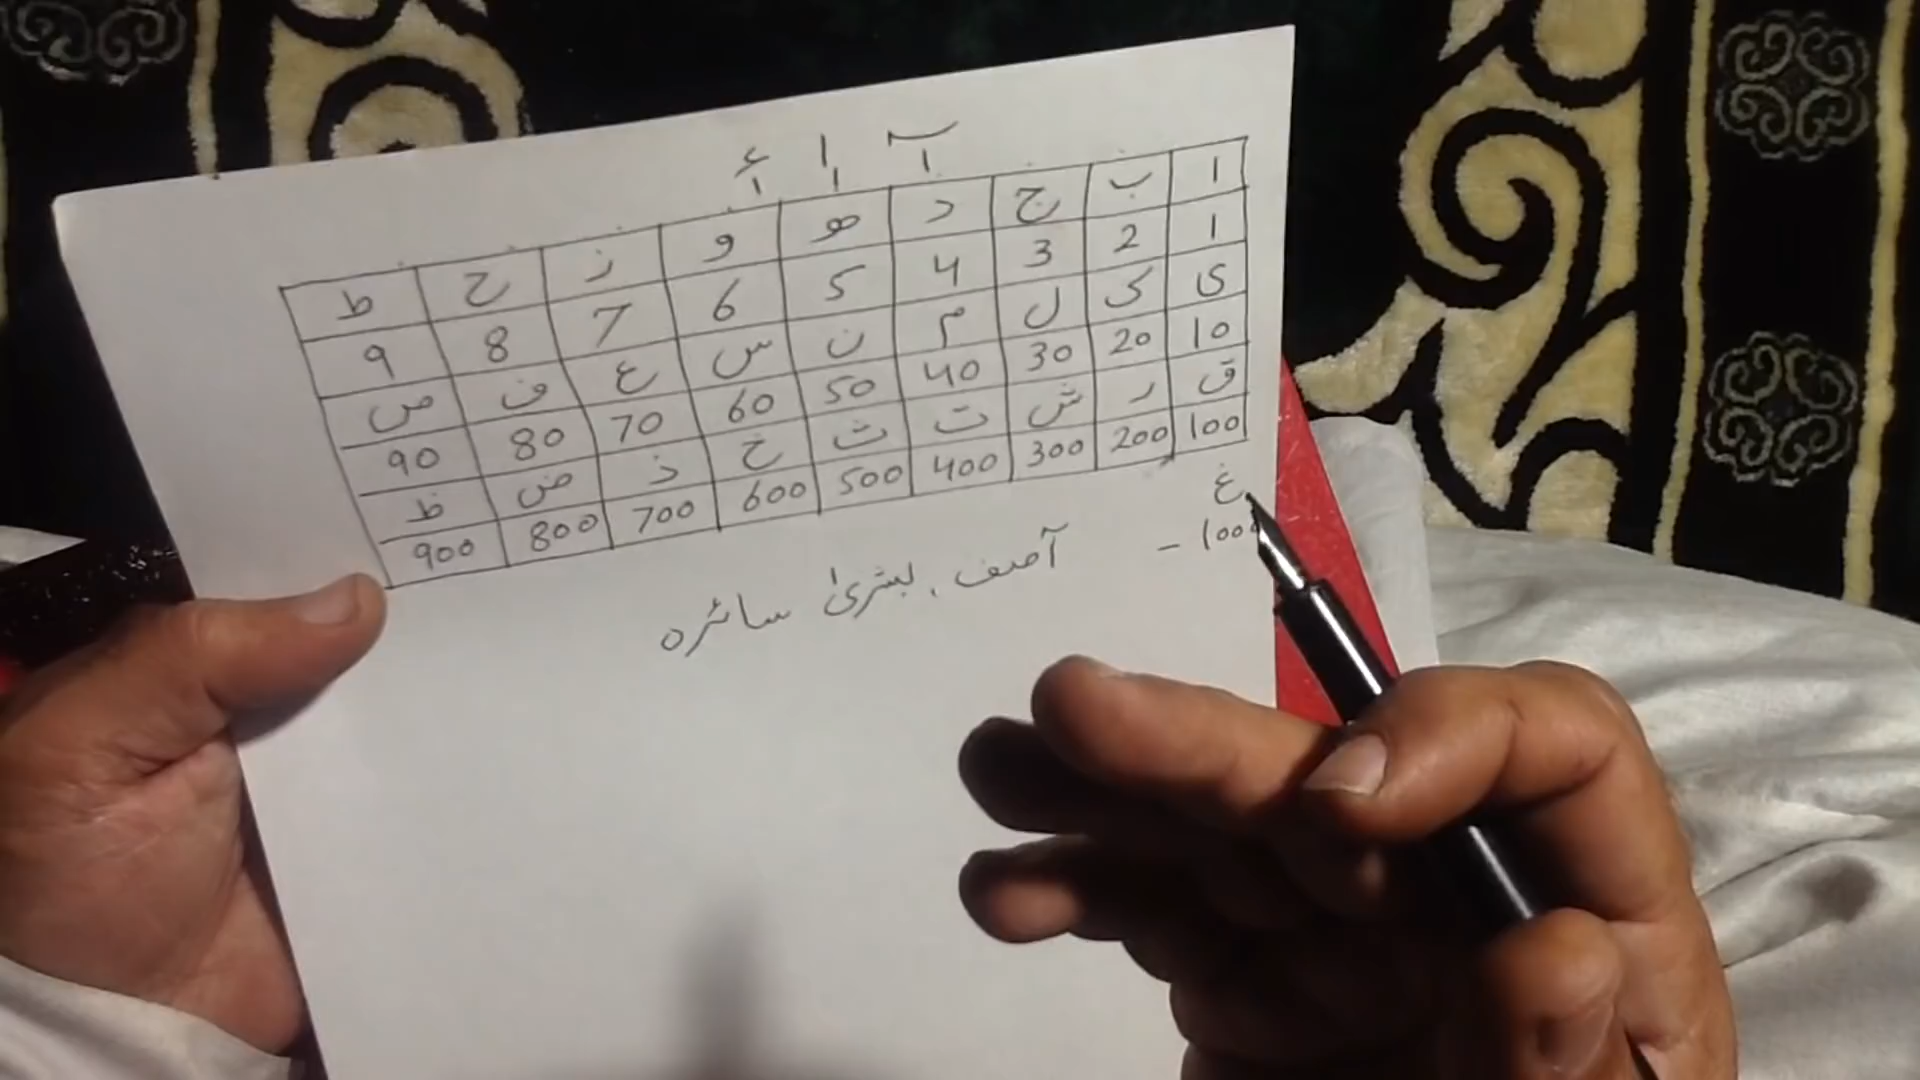 آ أ أ
ا ب ج د ھ و ز ح ط
1 2 3 4 5 6 7 8 9
ی ک ل م ن س ع ف ص
10 20 30 40 50 60 70 80 90
ق ر ش ت ث خ ذ ض ظ
100 200 300 400 500 600 700 800 900
غ
1000 -
آصف، بشریٰ سائرہ